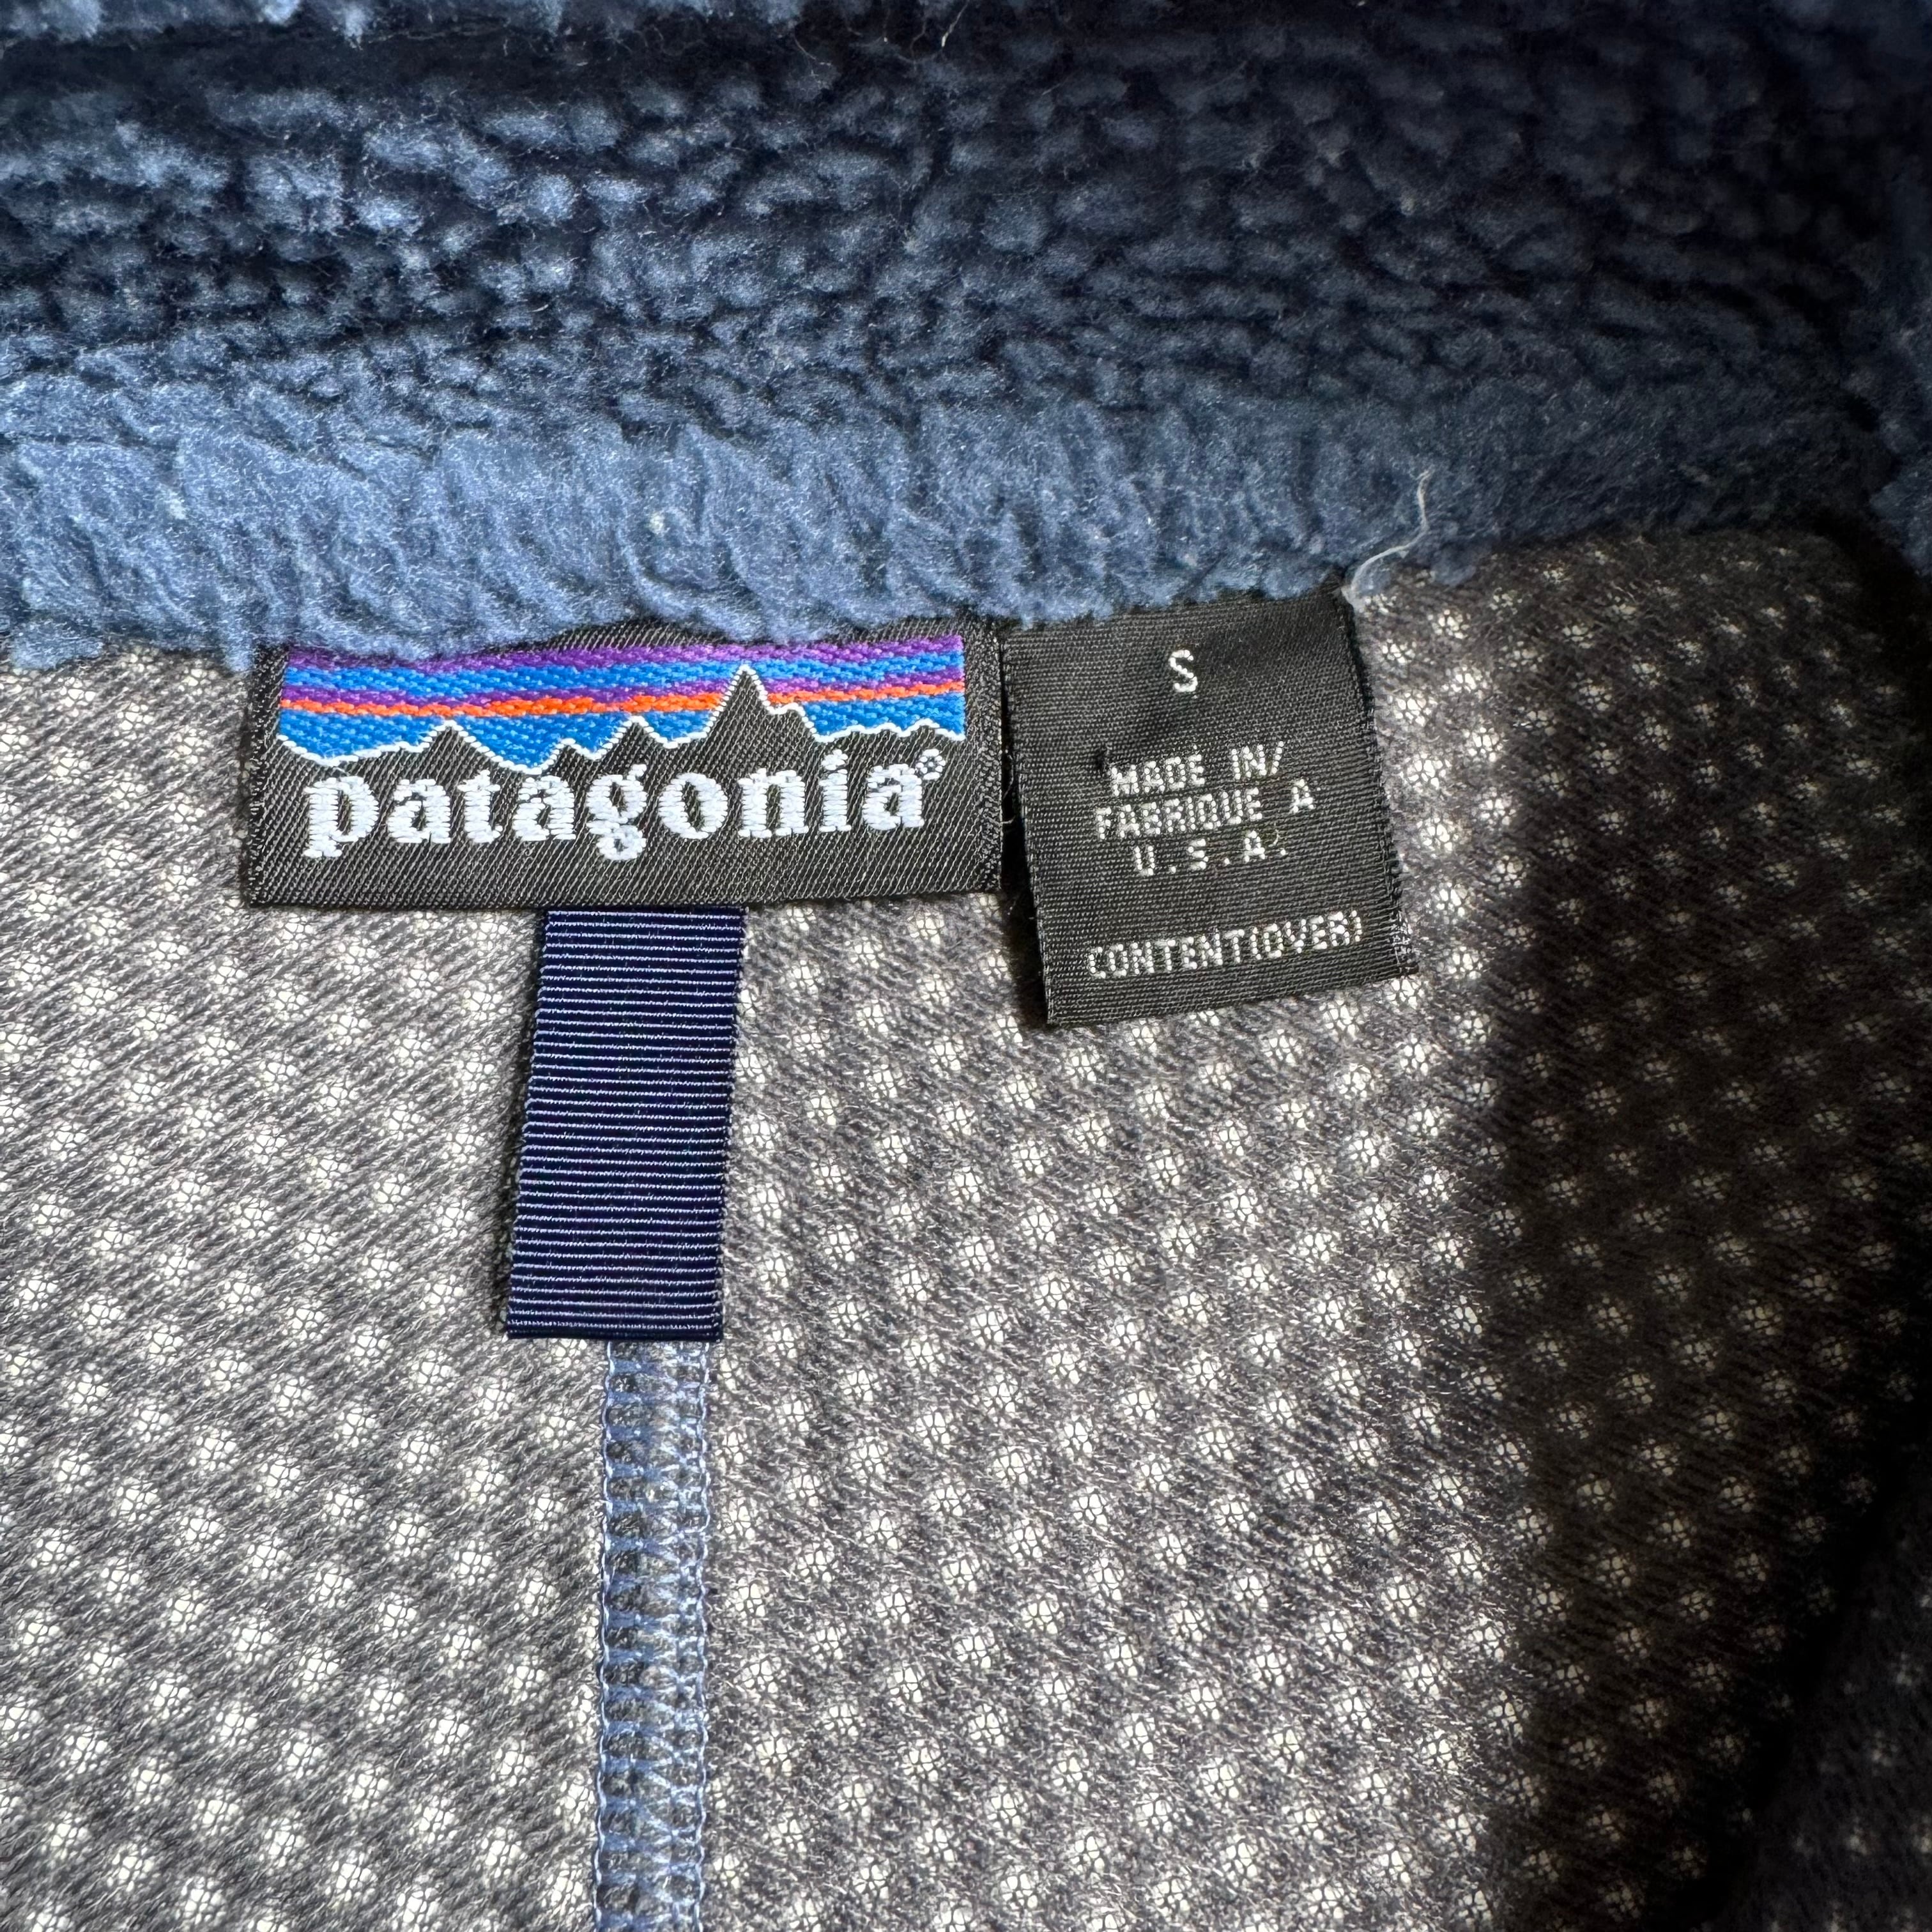 patagonia®
S
MADE IN/
FABRIQUE A
U.S.A.
CONTENT(OVER)